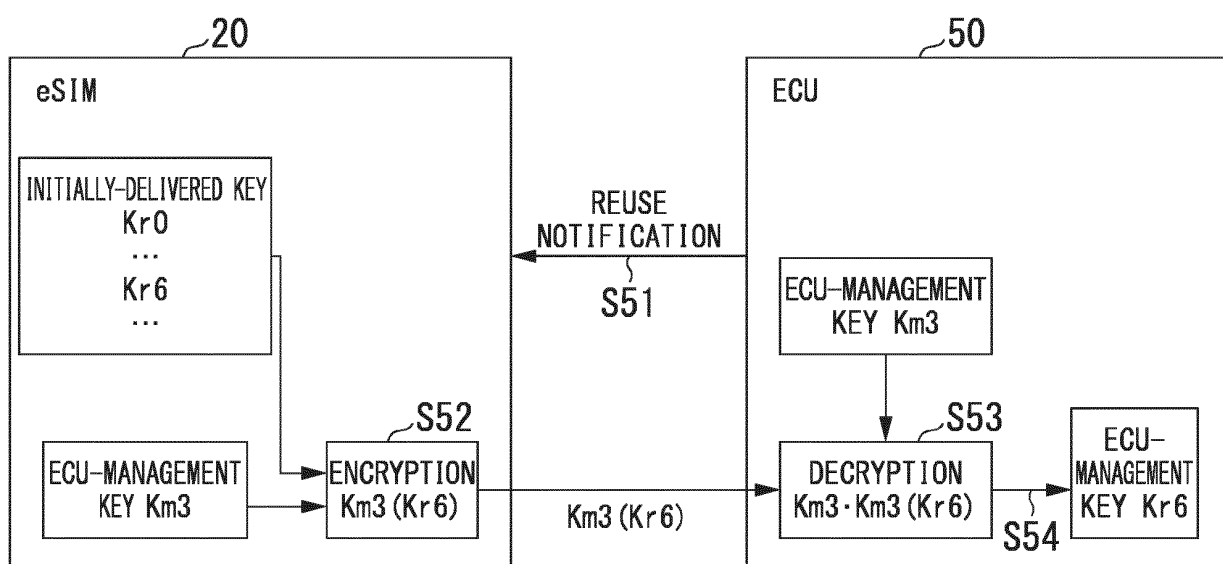 20
50
eSIM
ECU
INITIALLY-DELIVERED KEY
Kr0
...
Kr6
...
REUSE
NOTIFICATION
S51
ECU-MANAGEMENT
KEY Km3
S52
S53
ECU-MANAGEMENT
KEY Km3
ENCRYPTION
Km3(Kr6)
Km3(Kr6)
DECRYPTION
Km3·Km3(Kr6)
S54
ECU-
MANAGEMENT
KEY Kr6